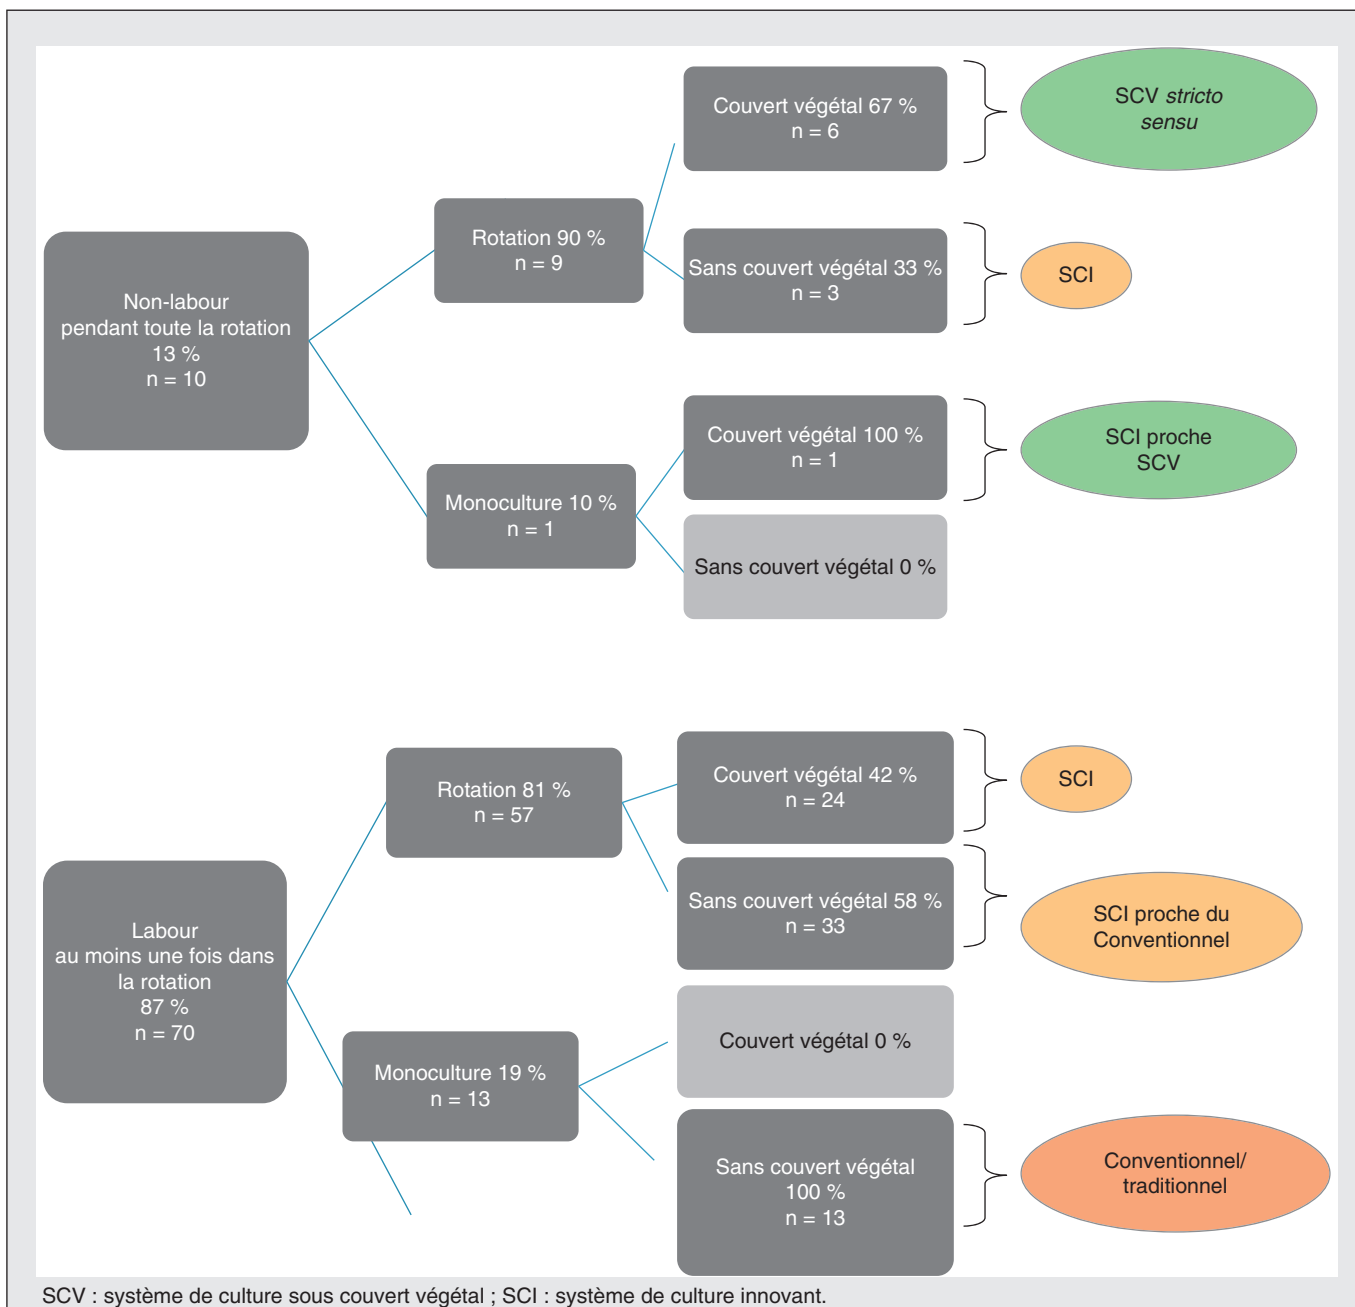 Couvert végétal 67 %
n = 6
SCV stricto
sensu
Rotation 90 %
n = 9
Sans couvert végétal 33 %
n = 3
SCI
Non-labour
pendant toute la rotation
13 %
n = 10
Couvert végétal 100 %
n = 1
SCI proche
SCV
Monoculture 10 %
n = 1
Sans couvert végétal 0 %
Rotation 81 %
n = 57
Couvert végétal 42 %
n = 24
SCI
Sans couvert végétal 58 %
n = 33
SCI proche du
Conventionnel
Labour
au moins une fois dans
la rotation
87 %
n = 70
Couvert végétal 0 %
Monoculture 19 %
n = 13
Sans couvert végétal
100 %
n = 13
Conventionnel/
traditionnel
SCV : système de culture sous couvert végétal ; SCI : système de culture innovant.